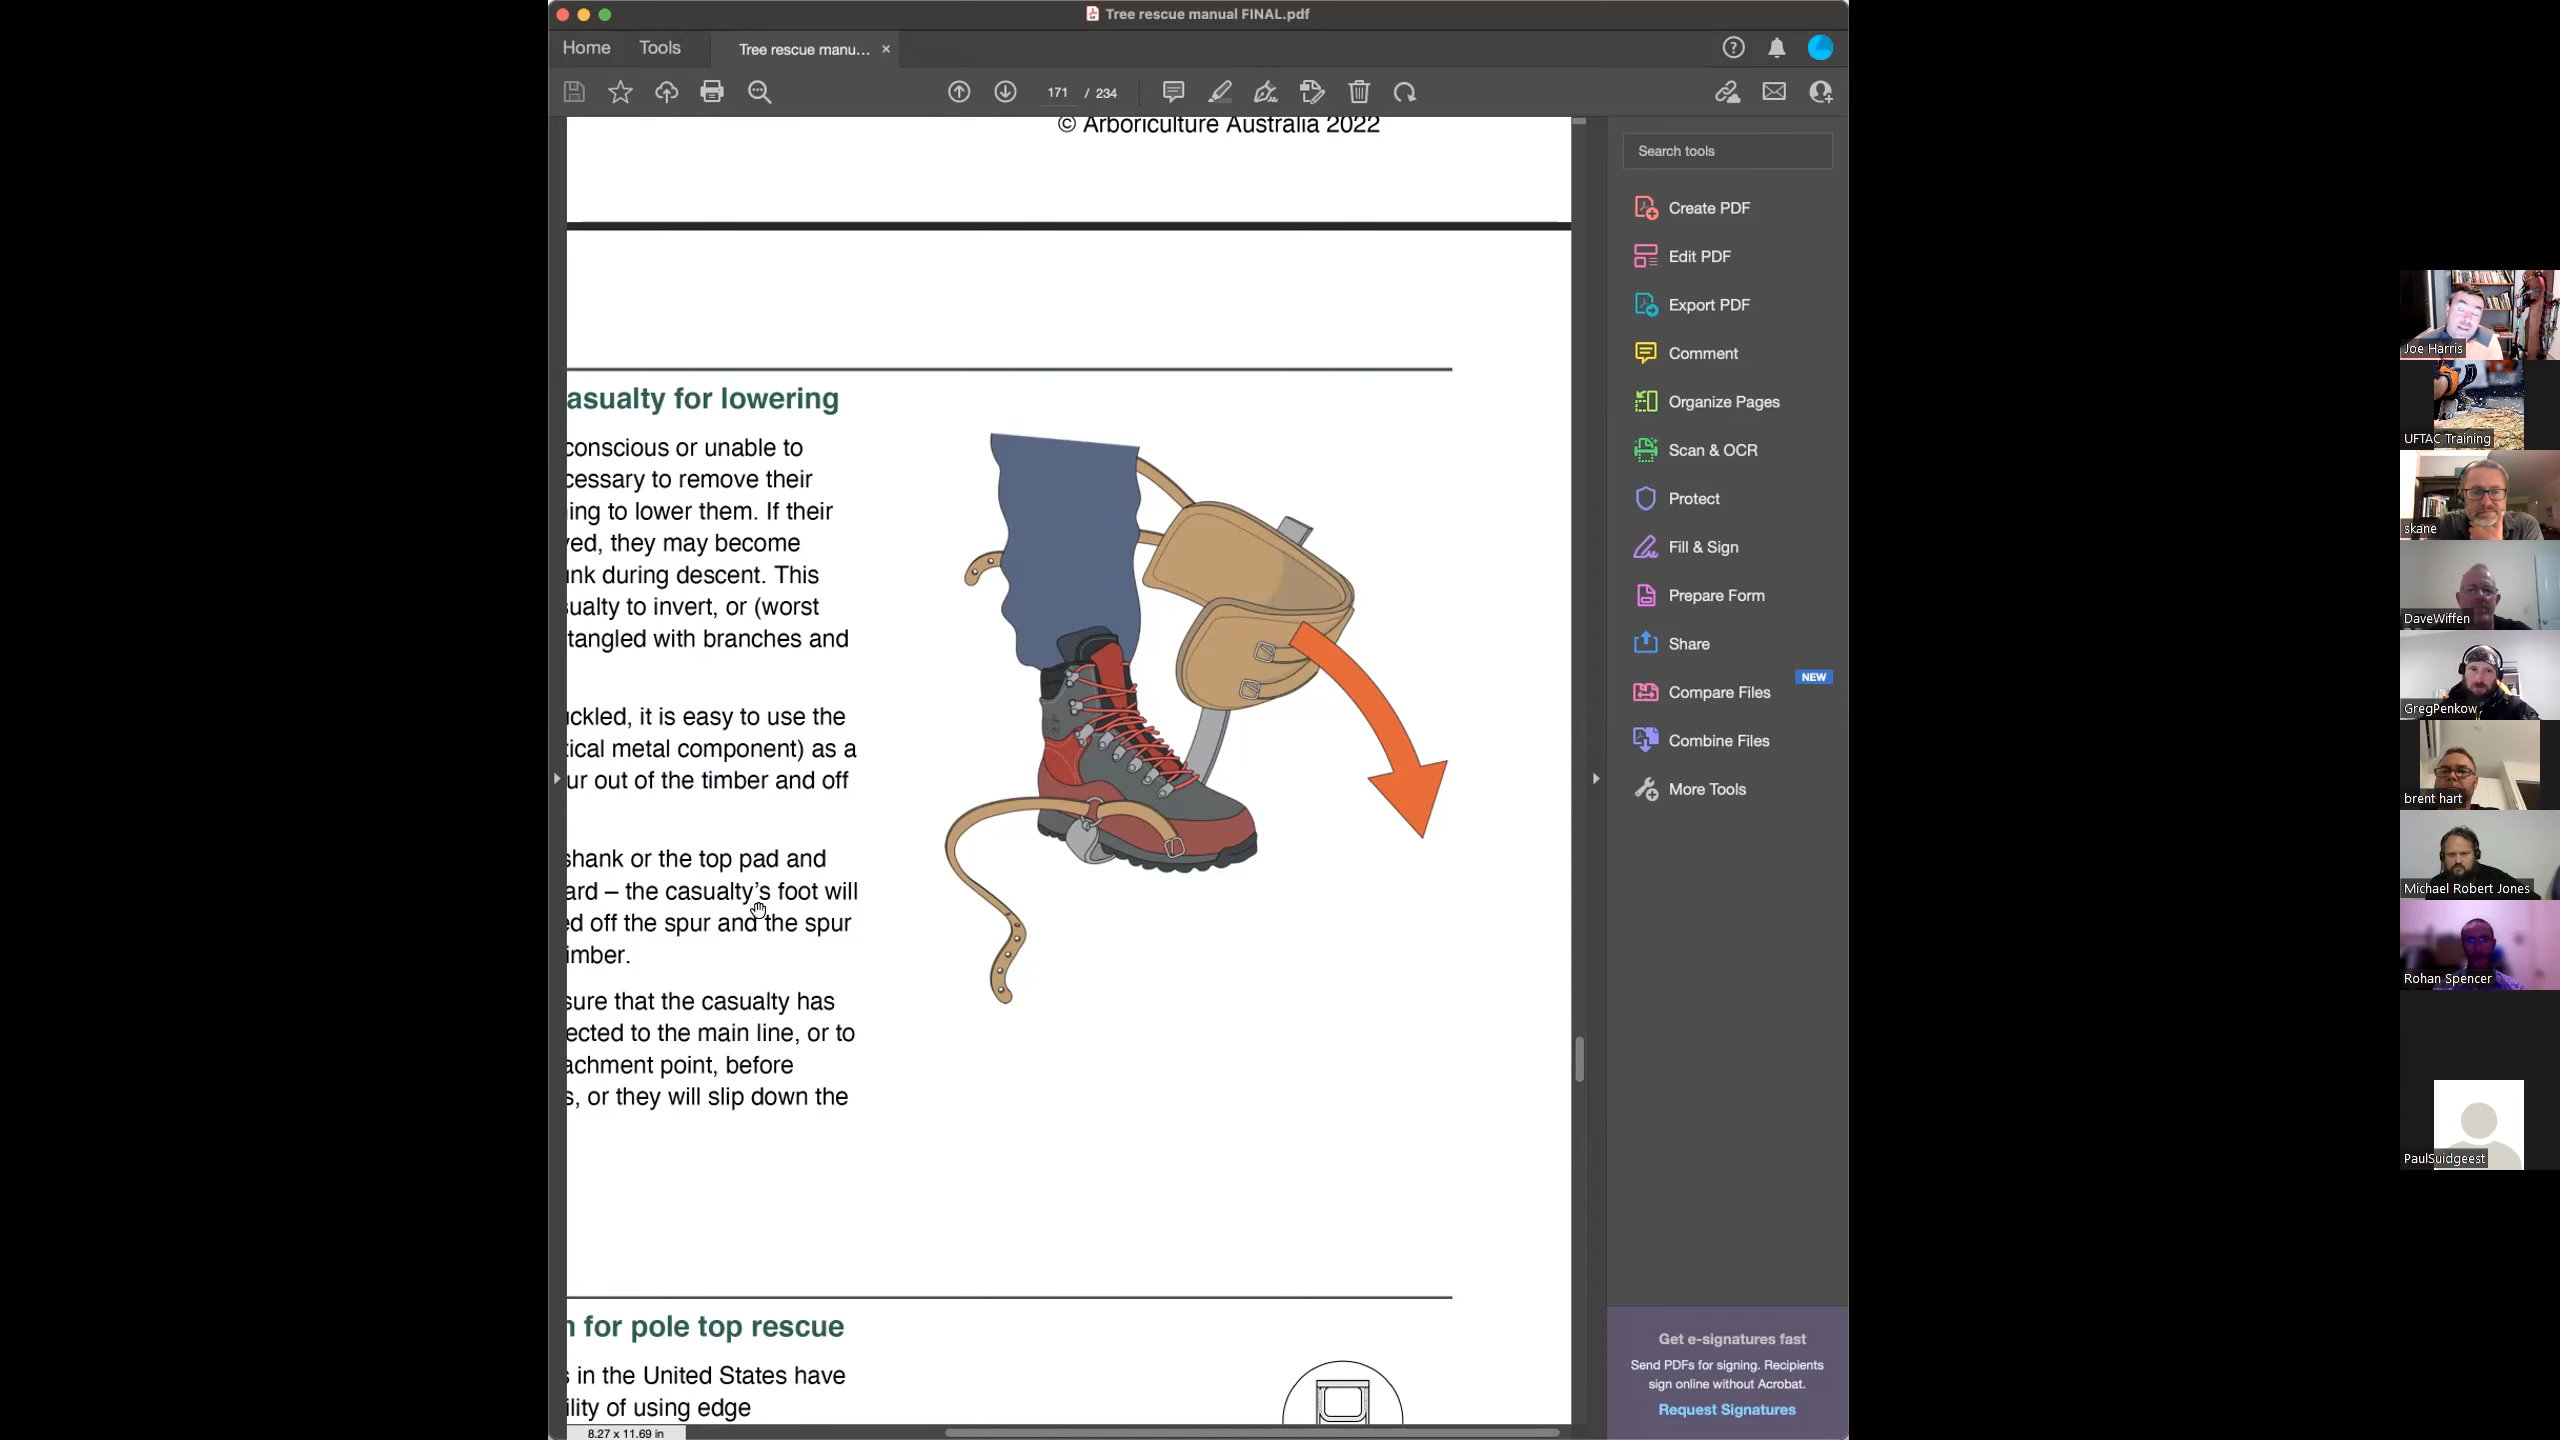 Tree rescue manual FINAL.pdf
Home
Tools
Tree rescue manu...
171 / 234
© Arboriculture Australia 2022
asualty for lowering
conscious or unable to
cessary to remove their
ing to lower them. If their
ved, they may become
unk during descent. This
sualty to invert, or (worst
tangled with branches and
uckled, it is easy to use the
tical metal component) as a
ur out of the timber and off
shank or the top pad and
ard – the casualty's foot will
ed off the spur and the spur
imber.
sure that the casualty has
ected to the main line, or to
achment point, before
s, or they will slip down the
n for pole top rescue
s in the United States have
ility of using edge
8.27 x 11.69 in
Search tools
Create PDF
Edit PDF
Export PDF
Comment
Organize Pages
Scan & OCR
Protect
Fill & Sign
Prepare Form
Share
NEW
Compare Files
Combine Files
More Tools
Get e-signatures fast
Send PDFs for signing. Recipients
sign online without Acrobat.
Request Signatures
Joe Harris
UFTAC Training
skane
DaveWiffen
GregPenkow
brent hart
Michael Robert Jones
Rohan Spencer
PaulSuidgeest